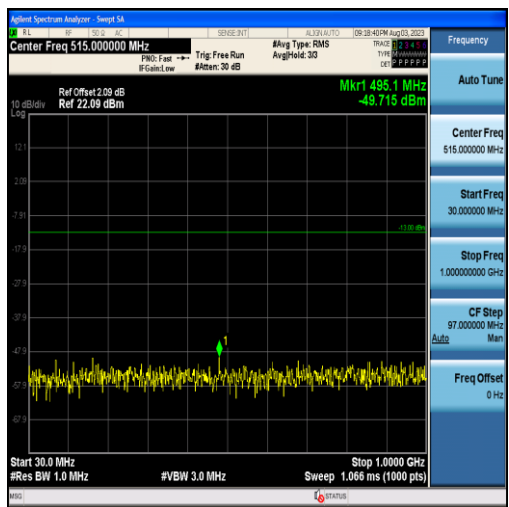 Agilent Spectrum Analyzer - Swept SA
RL RF 50 Ω AC SENSE:INT ALIGN AUTO 09:18:40 PM Aug 03, 2023
Center Freq 515.000000 MHz
PNO: Fast
IFGain:Low
Trig: Free Run
#Atten: 30 dB
#Avg Type: RMS
Avg|Hold: 3/3
TRACE 1 2 3 4 5 6
TYPE M
DET P P P P P P
Mkr1 495.1 MHz
-49.715 dBm
Ref Offset 2.09 dB
Ref 22.09 dBm
10 dB/div
Log
12.1
2.09
-7.91
-13.00 dBm
-17.9
-27.9
-37.9
-47.9
-57.9
-67.9
1
Start 30.0 MHz
Stop 1.0000 GHz
#Res BW 1.0 MHz
#VBW 3.0 MHz
Sweep 1.066 ms (1000 pts)
MSG
STATUS
Frequency
Auto Tune
Center Freq
515.000000 MHz
Start Freq
30.000000 MHz
Stop Freq
1.000000000 GHz
CF Step
97.000000 MHz
Auto Man
Freq Offset
0 Hz